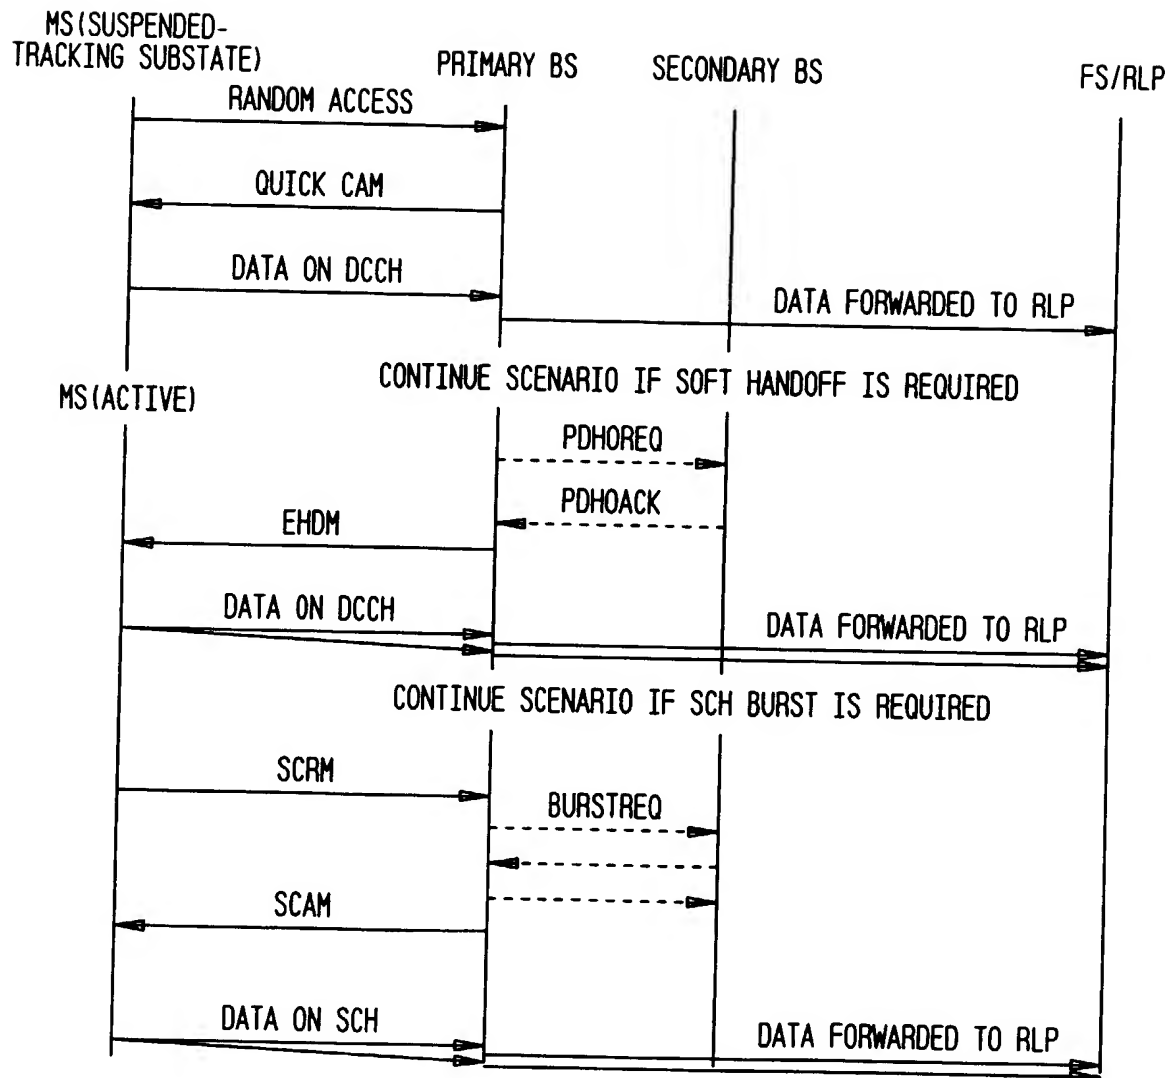 MS(SUSPENDED-
TRACKING SUBSTATE)
PRIMARY BS
SECONDARY BS
FS/RLP
RANDOM ACCESS
QUICK CAM
DATA ON DCCH
DATA FORWARDED TO RLP
CONTINUE SCENARIO IF SOFT HANDOFF IS REQUIRED
MS(ACTIVE)
PDHOREQ
PDHOACK
EHDM
DATA ON DCCH
DATA FORWARDED TO RLP
CONTINUE SCENARIO IF SCH BURST IS REQUIRED
SCRM
BURSTREQ
SCAM
DATA ON SCH
DATA FORWARDED TO RLP